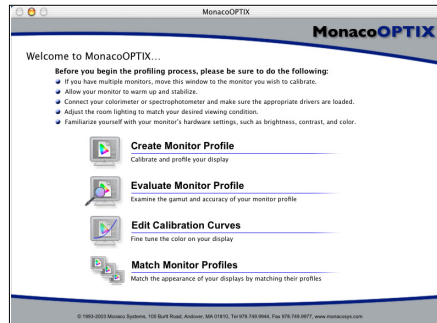 MonacoOPTIX
MonacoOPTIX
Welcome to MonacoOPTIX...
Before you begin the profiling process, please be sure to do the following:
If you have multiple monitors, move this window to the monitor you wish to calibrate.
Allow your monitor to warm up and stabilize.
Connect your colorimeter or spectrophotometer and make sure the appropriate drivers are loaded.
Adjust the room lighting to match your desired viewing condition.
Familiarize yourself with your monitor's hardware settings, such as brightness, contrast, and color.
Create Monitor Profile
Calibrate and profile your display
Evaluate Monitor Profile
Examine the gamut and accuracy of your monitor profile
Edit Calibration Curves
Fine tune the color on your display
Match Monitor Profiles
Match the appearance of your displays by matching their profiles
© 1993-2003 Monaco Systems, 100 Burtt Road, Andover, MA 01810, Tel 978.749.9944, Fax 978.749.9977, www.monacosys.com